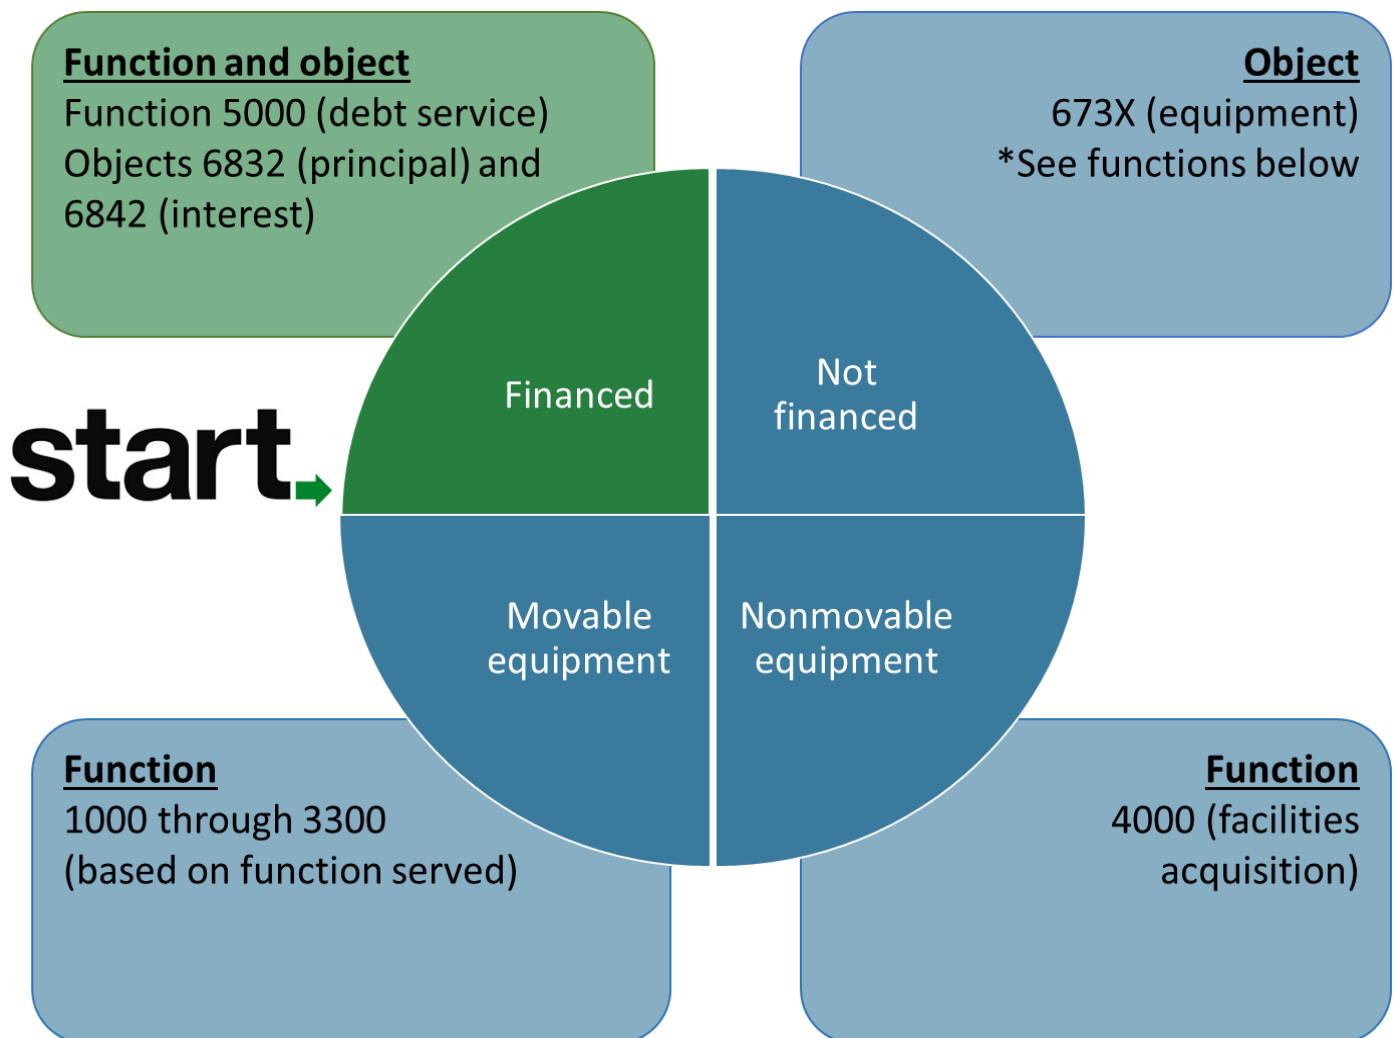 Function and object
Function 5000 (debt service)
Objects 6832 (principal) and
6842 (interest)
Object
673X (equipment)
*See functions below
start.
Financed
Not
financed
Movable
equipment
Nonmovable
equipment
Function
1000 through 3300
(based on function served)
Function
4000 (facilities
acquisition)